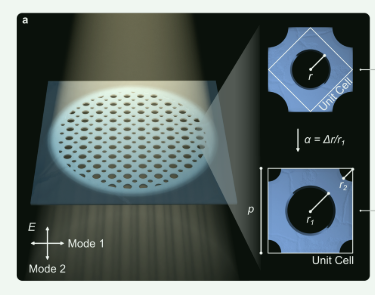 a
r
Unit Cell
α = Δr/r₁
E
Mode 1
Mode 2
p
r₂
r₁
Unit Cell